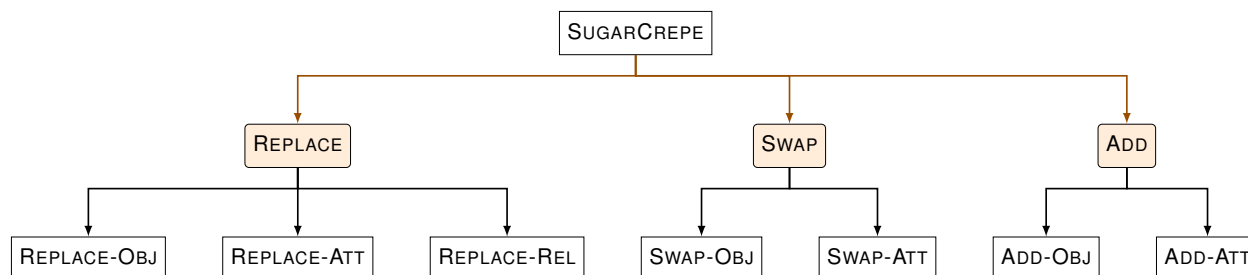 SUGARCREPE
REPLACE
SWAP
ADD
REPLACE-OBJ
REPLACE-ATT
REPLACE-REL
SWAP-OBJ
SWAP-ATT
ADD-OBJ
ADD-ATT